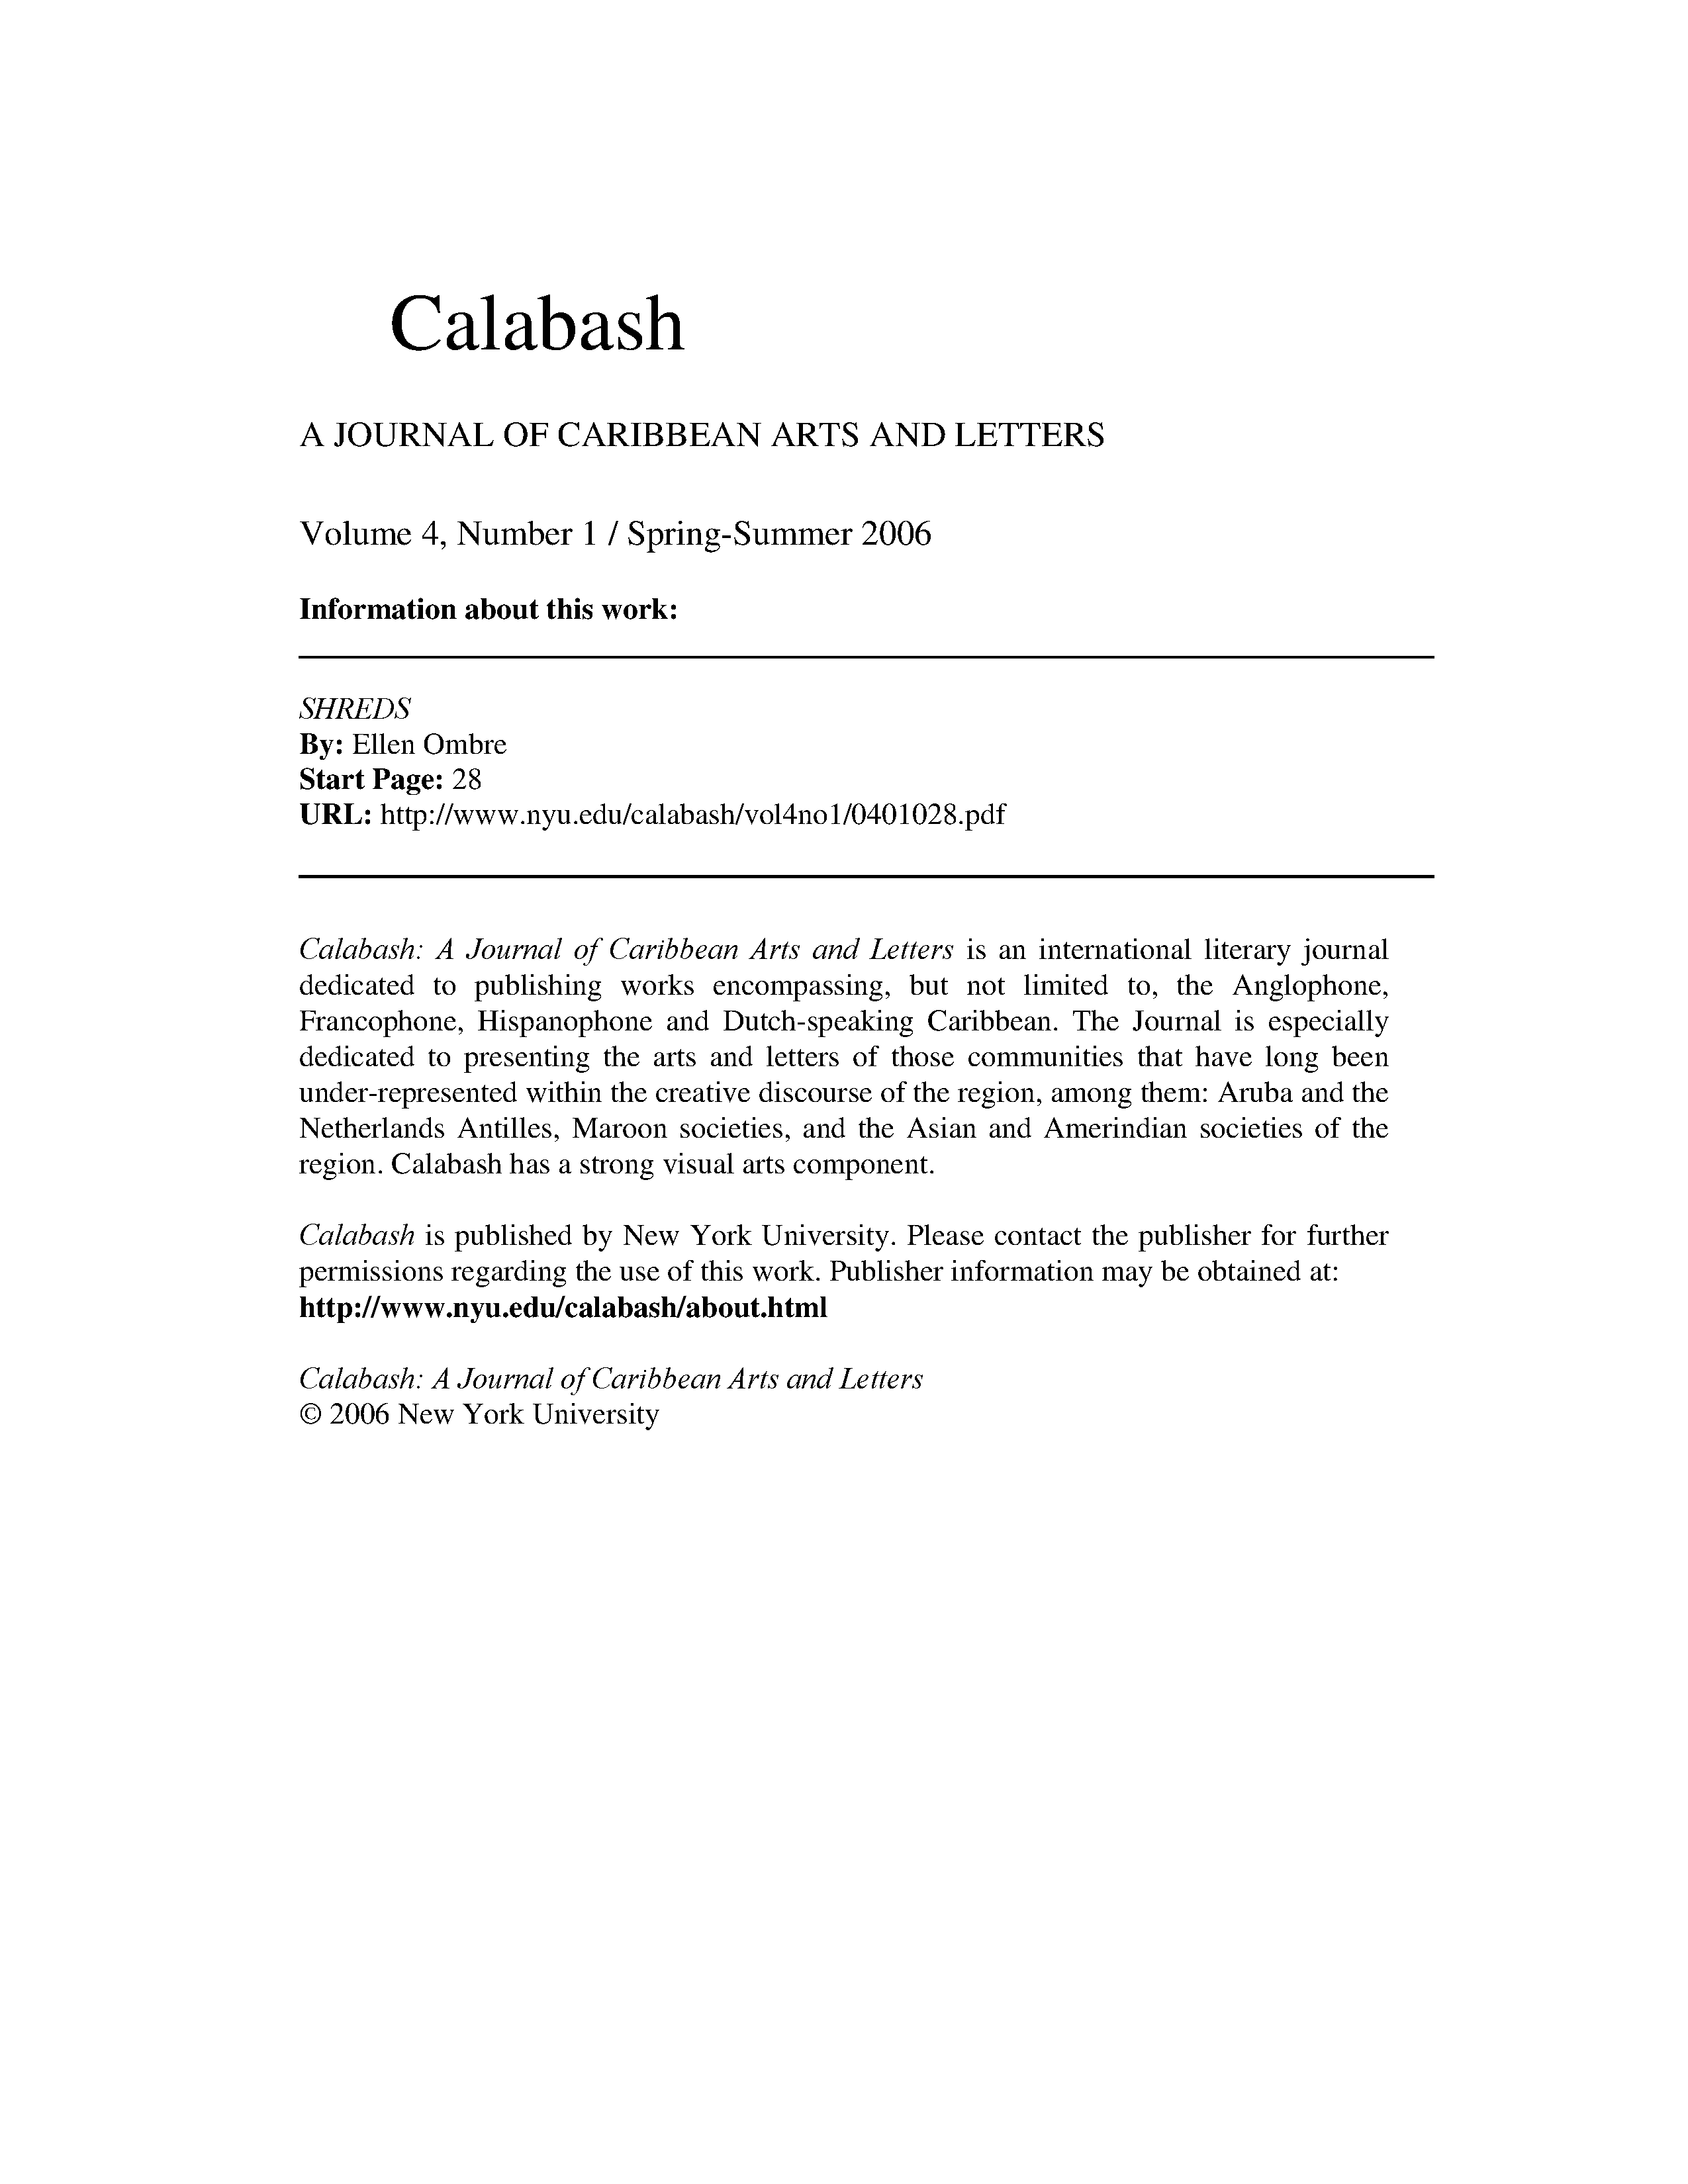 Calabash
A JOURNAL OF CARIBBEAN ARTS AND LETTERS
Volume 4, Number 1 / Spring-Summer 2006
Information about this work:
SHREDS
By: Ellen Ombre
Start Page: 28
URL: http://www.nyu.edu/calabash/vol4no1/0401028.pdf
Calabash: A Journal of Caribbean Arts and Letters is an international literary journal
dedicated to publishing works encompassing, but not limited to, the Anglophone,
Francophone, Hispanophone and Dutch-speaking Caribbean. The Journal is especially
dedicated to presenting the arts and letters of those communities that have long been
under-represented within the creative discourse of the region, among them: Aruba and the
Netherlands Antilles, Maroon societies, and the Asian and Amerindian societies of the
region. Calabash has a strong visual arts component.
Calabash is published by New York University. Please contact the publisher for further
permissions regarding the use of this work. Publisher information may be obtained at:
http://www.nyu.edu/calabash/about.html
Calabash: A Journal of Caribbean Arts and Letters
© 2006 New York University